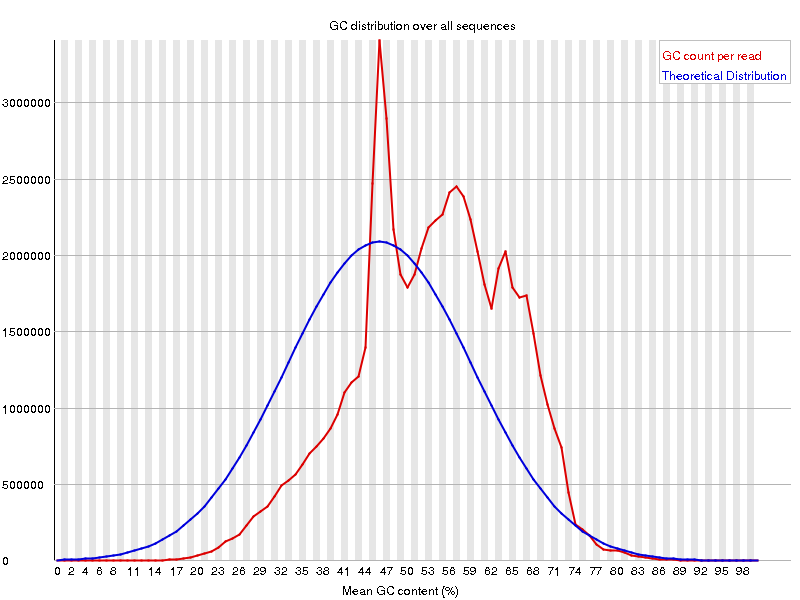 GC distribution over all sequences
GC count per read
Theoretical Distribution
3000000
2500000
2000000
1500000
1000000
500000
0
0 2 4 6 8 11 14 17 20 23 26 29 32 35 38 41 44 47 50 53 56 59 62 65 68 71 74 77 80 83 86 89 92 95 98
Mean GC content (%)